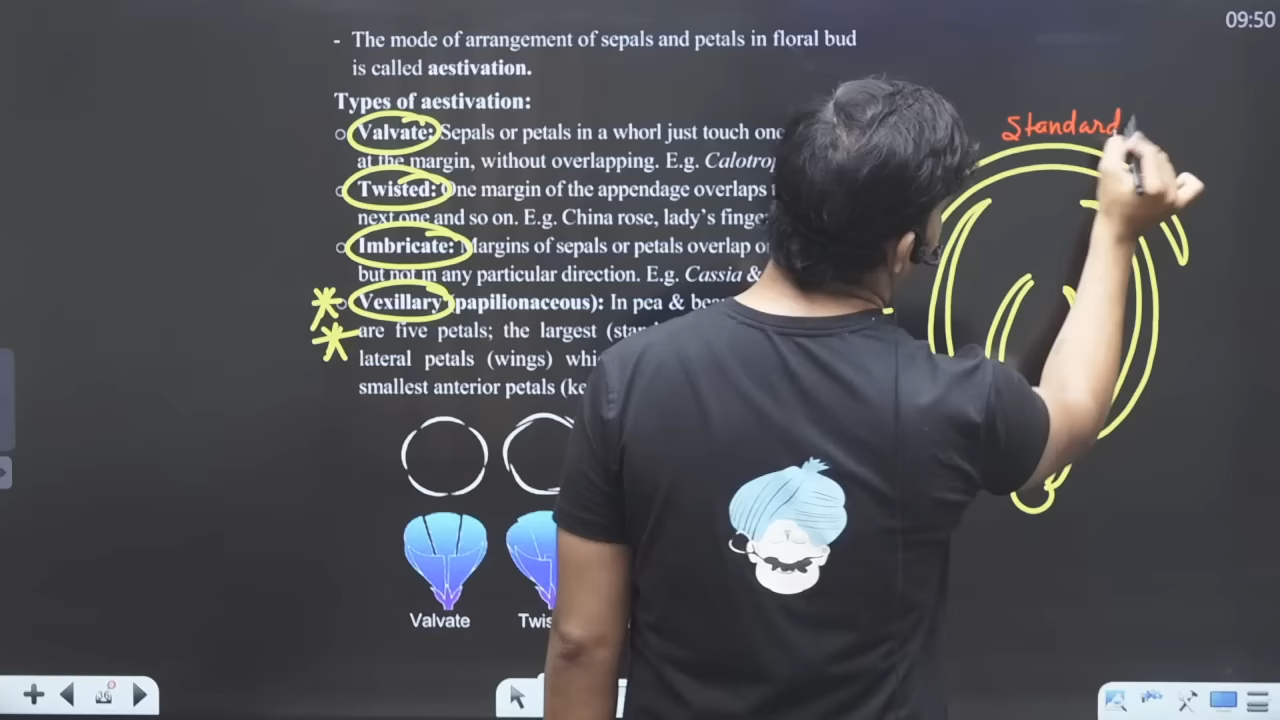 09:50
- The mode of arrangement of sepals and petals in floral bud
is called aestivation.
Standard
Types of aestivation:
Valvate: Sepals or petals in a whorl just touch one
at the margin, without overlapping. E.g.
Twisted: One margin of the appendage overlaps
next one and so on. E.g. China rose, lady's
Imbricate: Margins of sepals or petals overlap
but not in any particular direction. E.g. Cassia &
Vexillary (papilionaceous): In pea &
are five petals; the largest
lateral petals (wings)
smallest anterior petals
Valvate